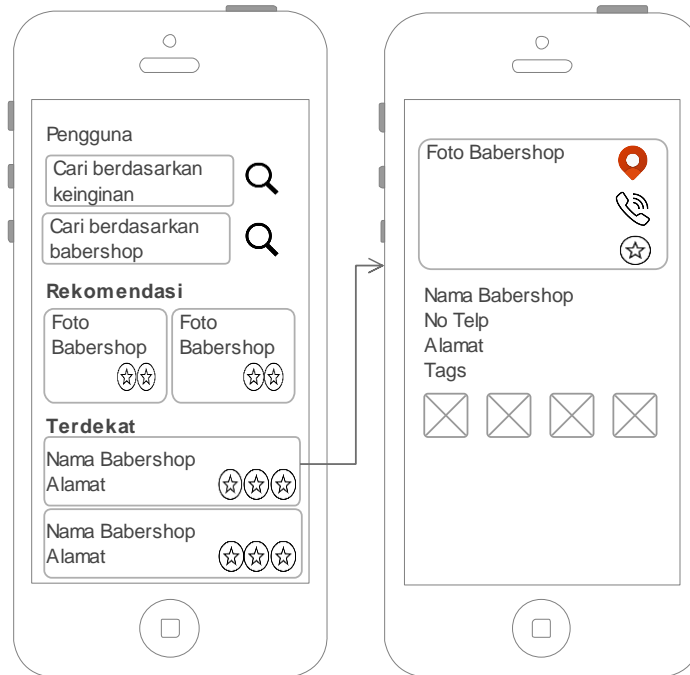 Pengguna
Cari berdasarkan
keinginan
Cari berdasarkan
babershop
Rekomendasi
Foto
Babershop
Foto
Babershop
Terdekat
Nama Babershop
Alamat
Nama Babershop
Alamat
Foto Babershop
Nama Babershop
No Telp
Alamat
Tags